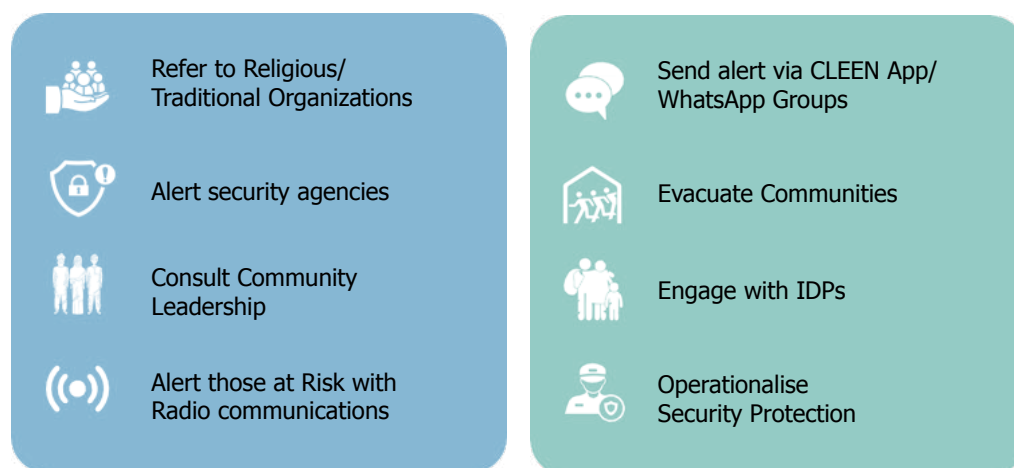 Refer to Religious/
Traditional Organizations
Alert security agencies
Consult Community
Leadership
Alert those at Risk with
Radio communications
Send alert via CLEEN App/
WhatsApp Groups
Evacuate Communities
Engage with IDPs
Operationalise
Security Protection